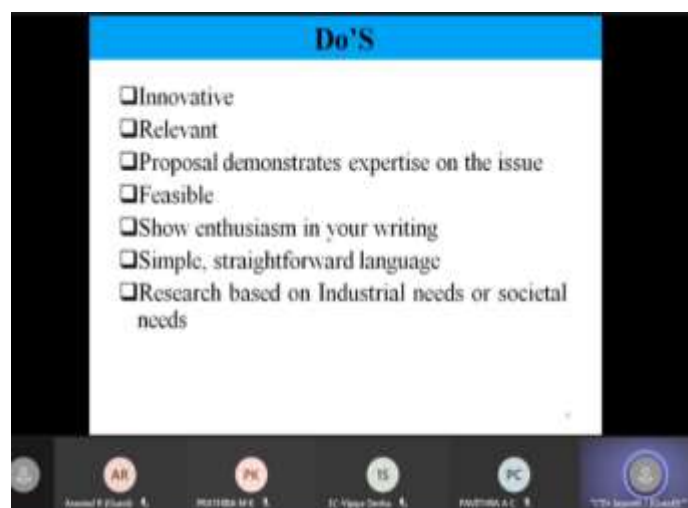 Do'S
❑Innovative
❑Relevant
❑Proposal demonstrates expertise on the issue
❑Feasible
❑Show enthusiasm in your writing
❑Simple, straightforward language
❑Research based on Industrial needs or societal
needs
AR
PK
IS
PC